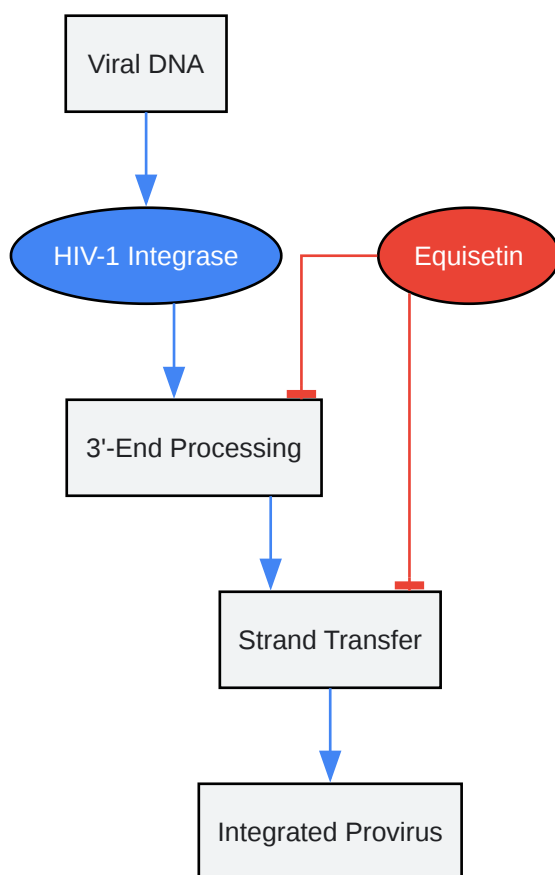 Viral DNA
HIV-1 Integrase
Equisetin
3'-End Processing
Strand Transfer
Integrated Provirus